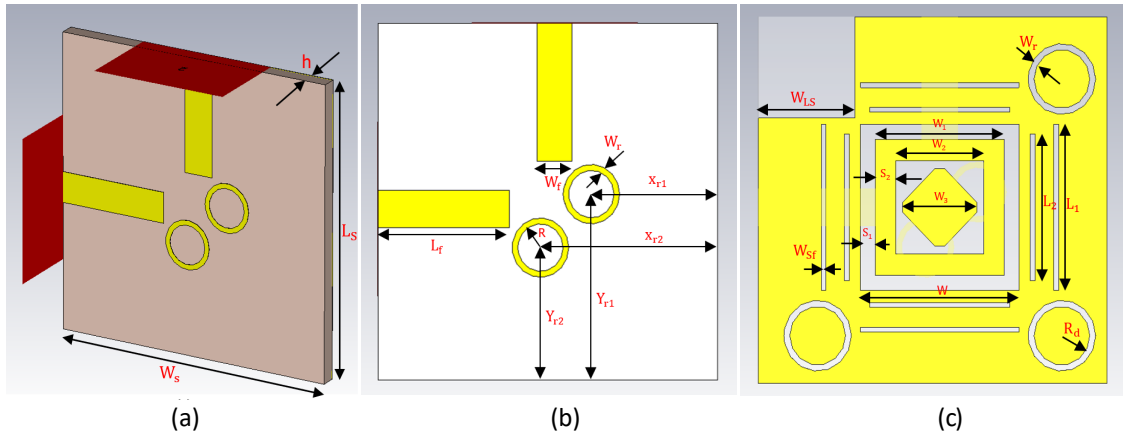 h
L_S
W_s
(a)
W_r
W_f
x_r1
L_f
R
x_r2
Y_r1
Y_r2
(b)
W_r
W_LS
W_1
W_2
S_2
W_3
L_2
L_1
S_1
W_Sf
W
R_d
(c)